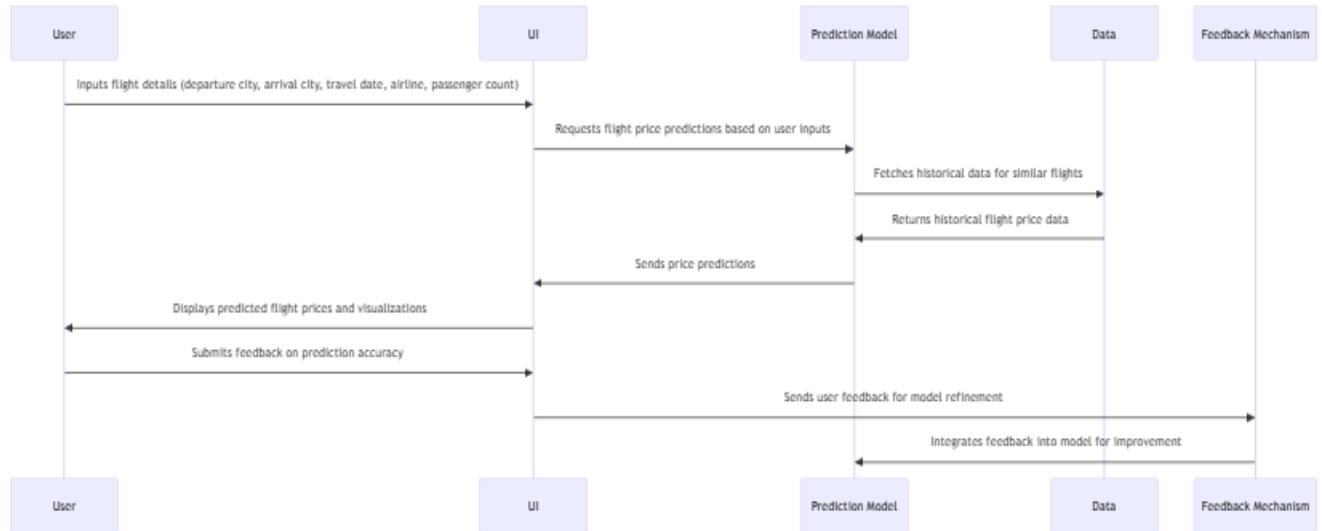 User UI Prediction Model Data Feedback Mechanism
Inputs flight details (departure city, arrival city, travel date, airline, passenger count)
Requests flight price predictions based on user inputs
Fetches historical data for similar flights
Returns historical flight price data
Sends price predictions
Displays predicted flight prices and visualizations
Submits feedback on prediction accuracy
Sends user feedback for model refinement
Integrates feedback into model for improvement
User UI Prediction Model Data Feedback Mechanism